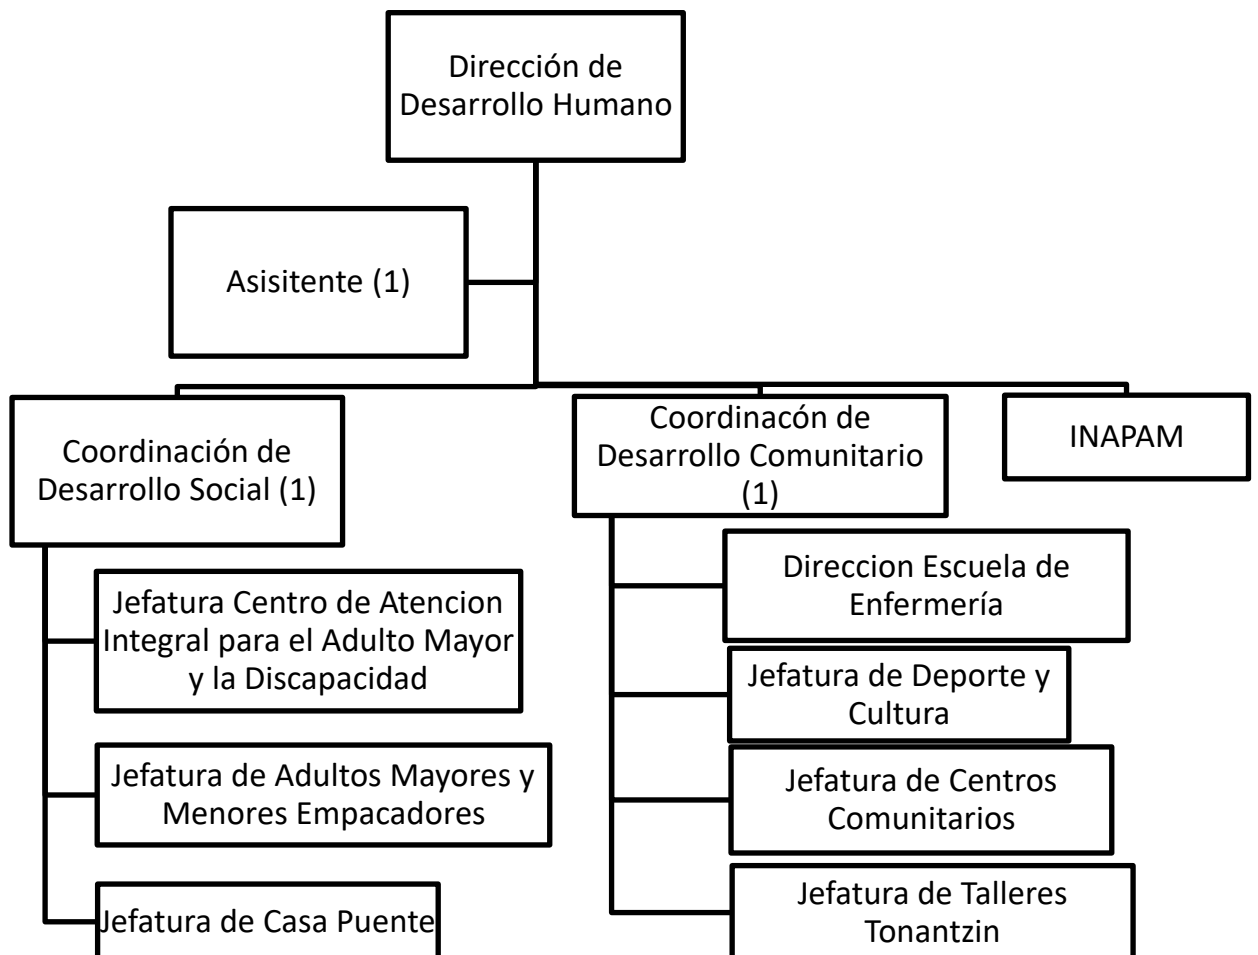 Dirección de
Desarrollo Humano
Asisitente (1)
Coordinación de
Desarrollo Social (1)
Jefatura Centro de Atencion
Integral para el Adulto Mayor
y la Discapacidad
Jefatura de Adultos Mayores y
Menores Empacadores
Jefatura de Casa Puente
Coordinacón de
Desarrollo Comunitario
(1)
Direccion Escuela de
Enfermería
Jefatura de Deporte y
Cultura
Jefatura de Centros
Comunitarios
Jefatura de Talleres
Tonantzin
INAPAM